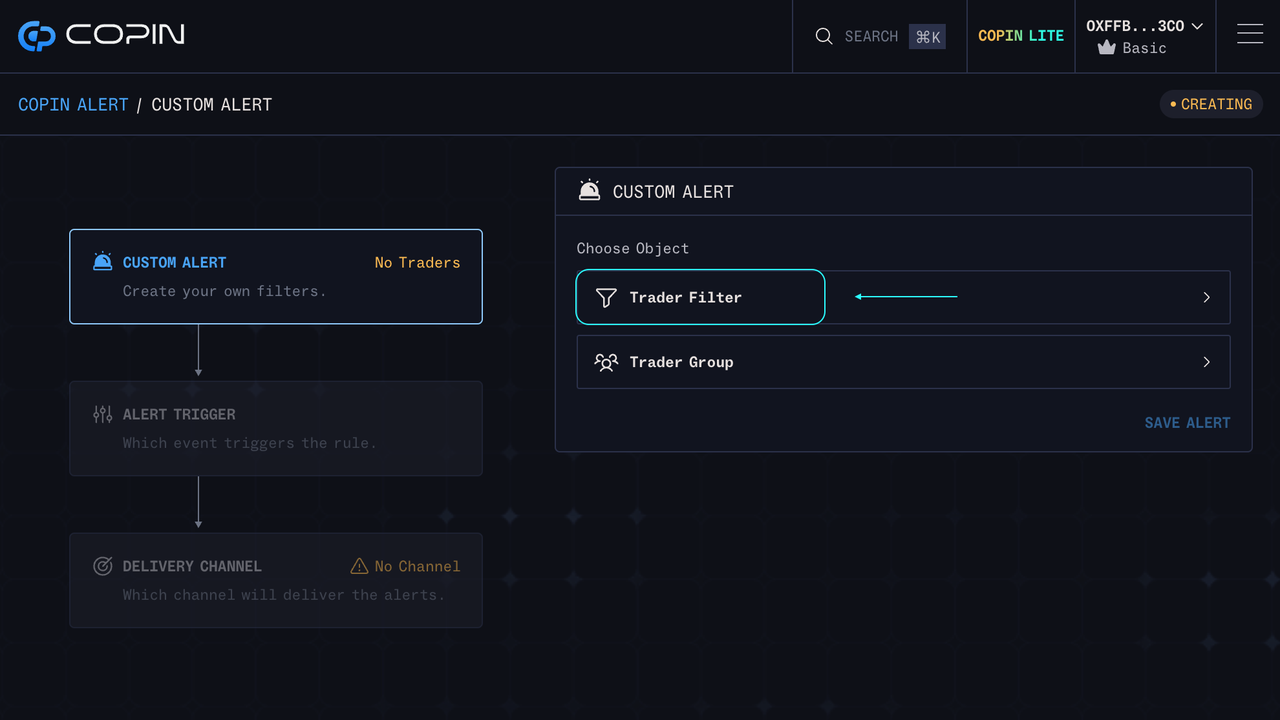 COPIN
SEARCH ⌘K
COPIN LITE
0XFFB...3C0
Basic
COPIN ALERT / CUSTOM ALERT
• CREATING
CUSTOM ALERT
No Traders
Create your own filters.
ALERT TRIGGER
Which event triggers the rule.
DELIVERY CHANNEL
No Channel
Which channel will deliver the alerts.
CUSTOM ALERT
Choose Object
Trader Filter
Trader Group
SAVE ALERT